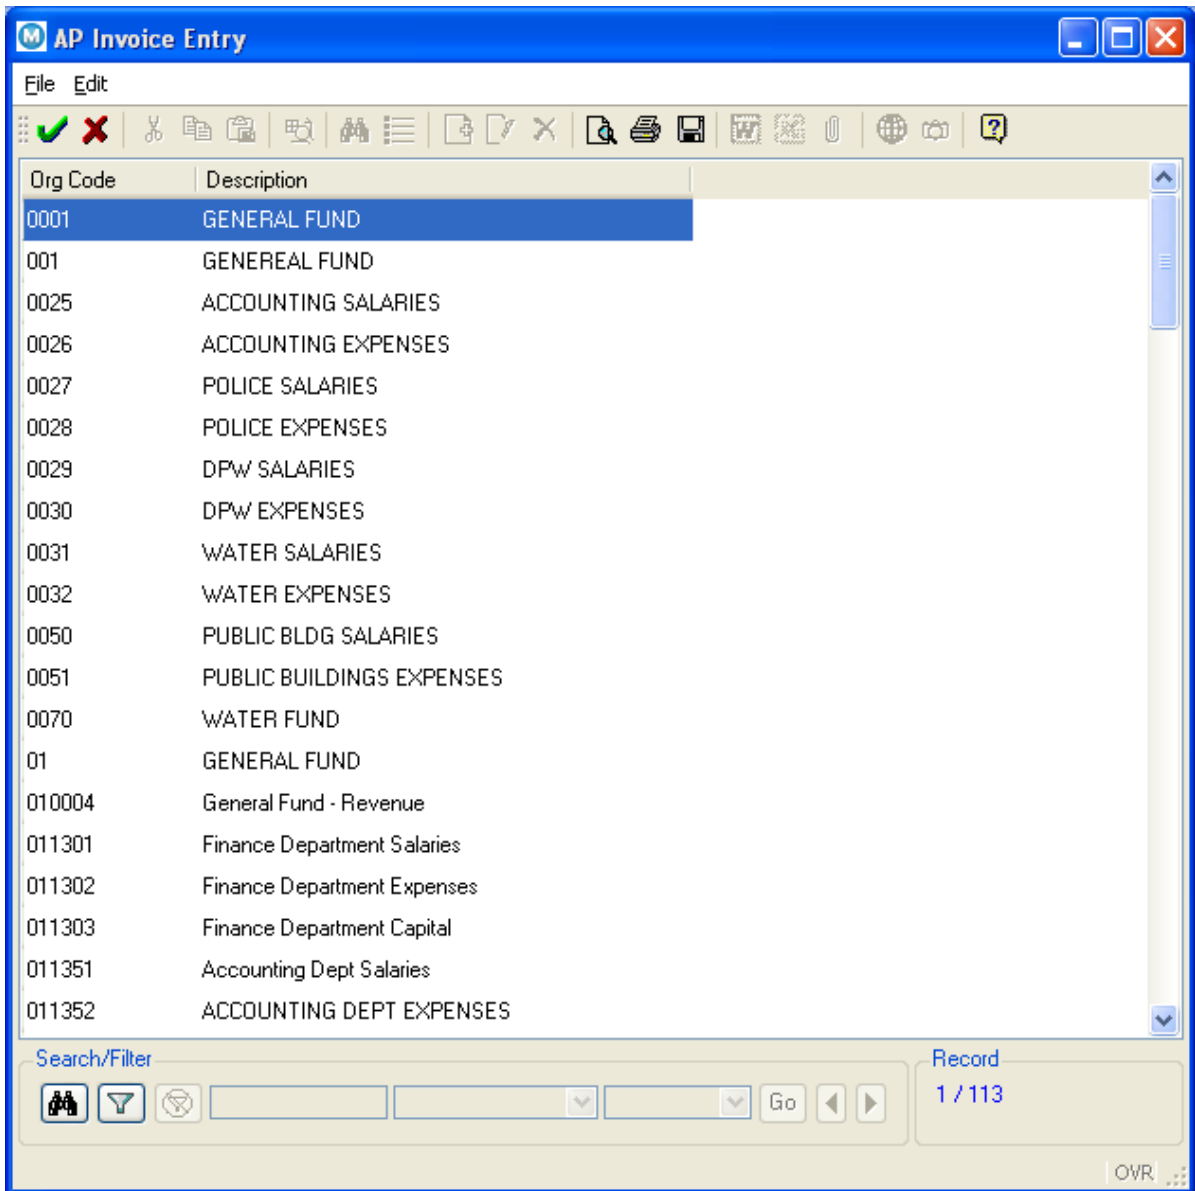 AP Invoice Entry
File Edit
Org Code Description
0001 GENERAL FUND
001 GENEREAL FUND
0025 ACCOUNTING SALARIES
0026 ACCOUNTING EXPENSES
0027 POLICE SALARIES
0028 POLICE EXPENSES
0029 DPW SALARIES
0030 DPW EXPENSES
0031 WATER SALARIES
0032 WATER EXPENSES
0050 PUBLIC BLDG SALARIES
0051 PUBLIC BUILDINGS EXPENSES
0070 WATER FUND
01 GENERAL FUND
010004 General Fund - Revenue
011301 Finance Department Salaries
011302 Finance Department Expenses
011303 Finance Department Capital
011351 Accounting Dept Salaries
011352 ACCOUNTING DEPT EXPENSES
Search/Filter Record
Go 1 / 113
OVR